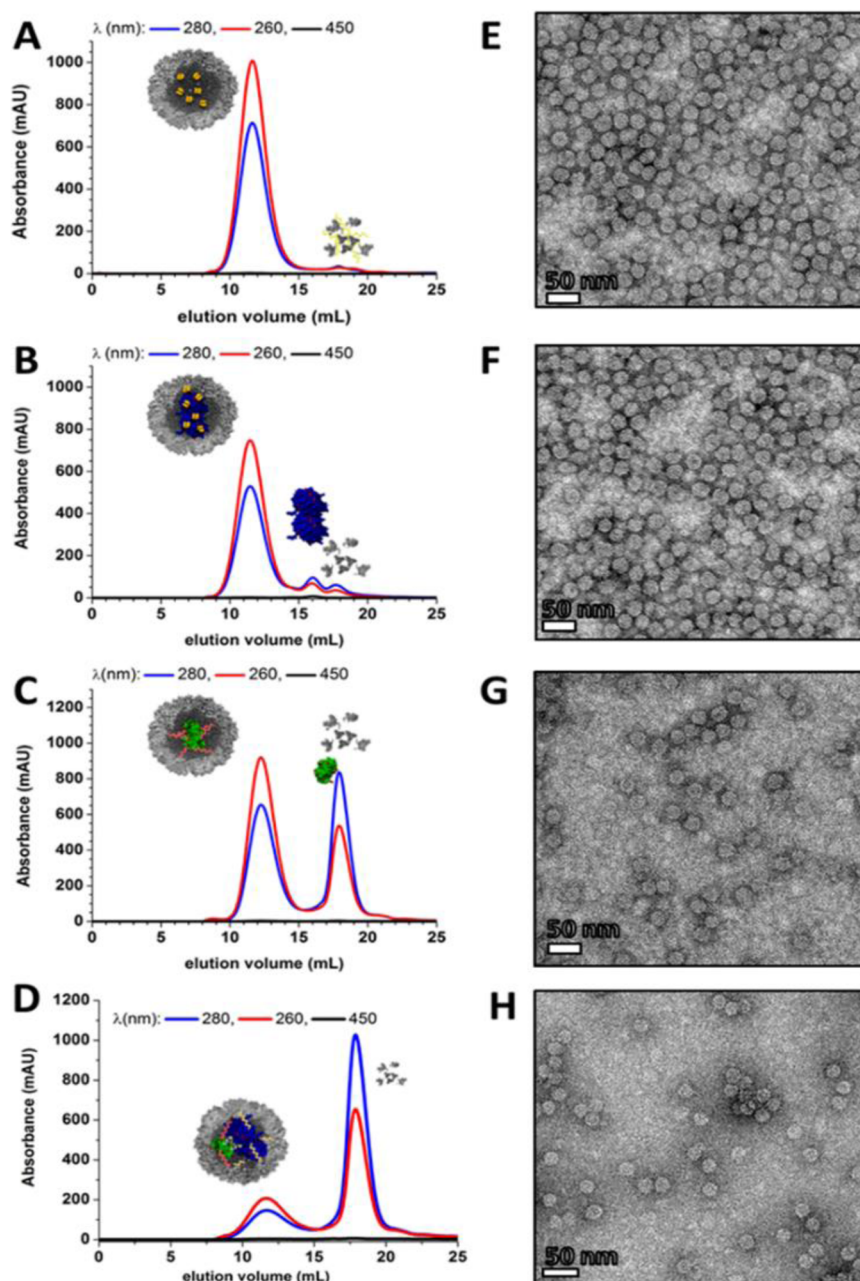 A
λ (nm): 280, 260, 450
1000
800
600
400
200
0
Absorbance (mAU)
0 5 10 15 20 25
elution volume (mL)
E
50 nm
B
λ (nm): 280, 260, 450
1000
800
600
400
200
0
Absorbance (mAU)
0 5 10 15 20 25
elution volume (mL)
F
50 nm
C
λ(nm): 280, 260, 450
1200
1000
800
600
400
200
0
Absorbance (mAU)
0 5 10 15 20 25
elution volume (mL)
G
50 nm
D
λ(nm): 280, 260, 450
1200
1000
800
600
400
200
0
Absorbance (mAU)
0 5 10 15 20 25
elution volume (mL)
H
50 nm